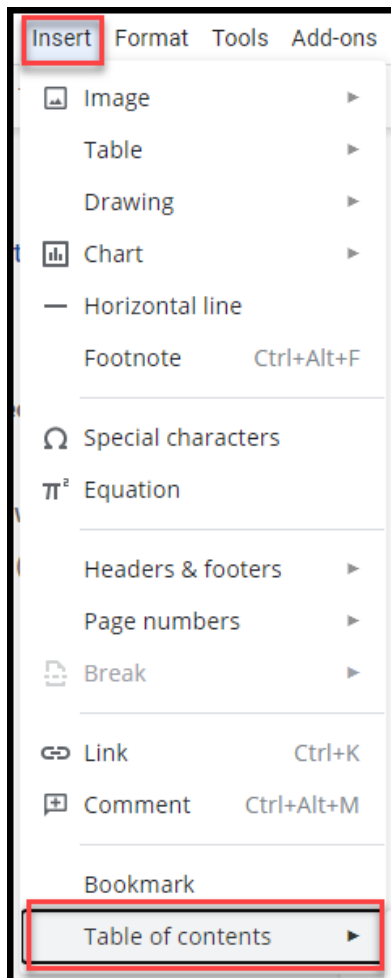 Insert Format Tools Add-ons
Image
Table
Drawing
Chart
Horizontal line
Footnote Ctrl+Alt+F
Ω Special characters
π² Equation
Headers & footers
Page numbers
Break
Link Ctrl+K
Comment Ctrl+Alt+M
Bookmark
Table of contents